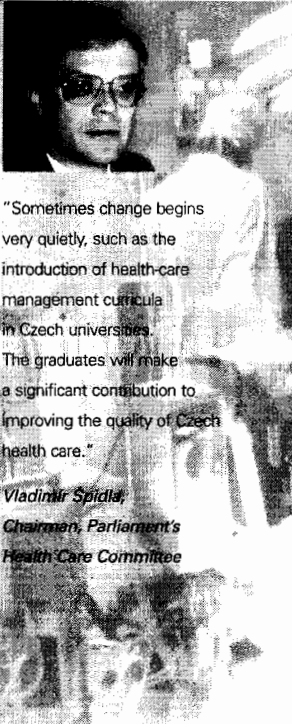 "Sometimes change begins
very quietly, such as the
introduction of health-care
management curricula
in Czech universities.
The graduates will make
a significant contribution to
improving the quality of Czech
health care."
Vladimir Špidla,
Chairman, Parliament's
Health Care Committee